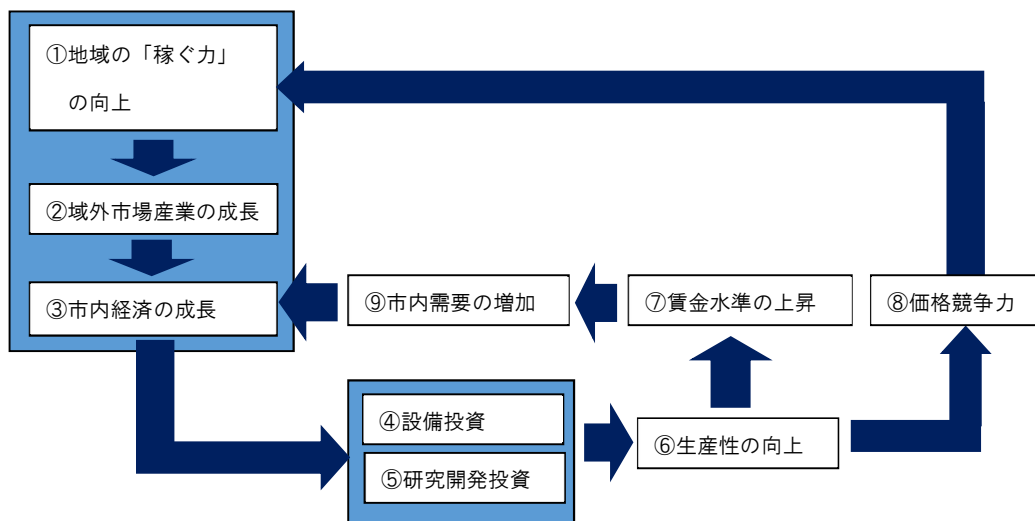 ①地域の「稼ぐ力」
の向上
②域外市場産業の成長
③市内経済の成長
⑨市内需要の増加
⑦賃金水準の上昇
⑧価格競争力
④設備投資
⑤研究開発投資
⑥生産性の向上